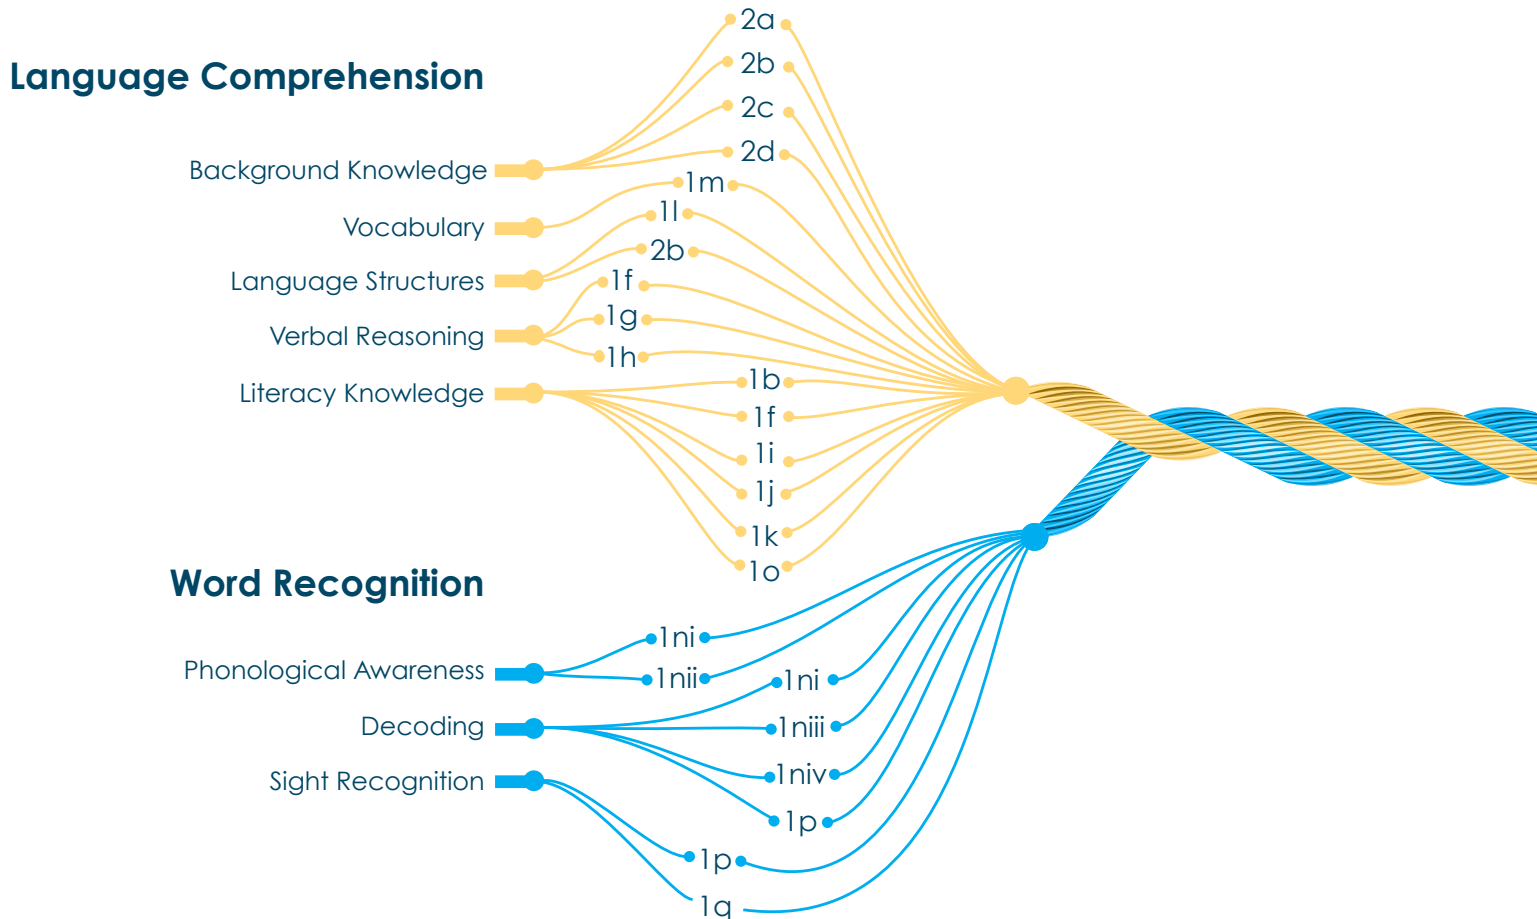 Language Comprehension
Background Knowledge
2a
2b
2c
2d
Vocabulary
1m
Language Structures
1l
2b
Verbal Reasoning
1f
1g
1h
Literacy Knowledge
1b
1f
1i
1j
1k
1o
Word Recognition
Phonological Awareness
1ni
1nii
Decoding
1ni
1niii
1niv
1p
Sight Recognition
1p
1q